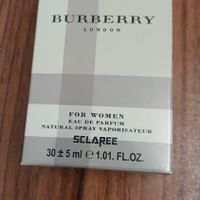 BURBERRY
LONDON
FOR WOMEN
EAU DE PARFUM
NATURAL SPRAY VAPORISATEUR
SCLAREE
30 ± 5 ml ℮ 1.01. FL.OZ.